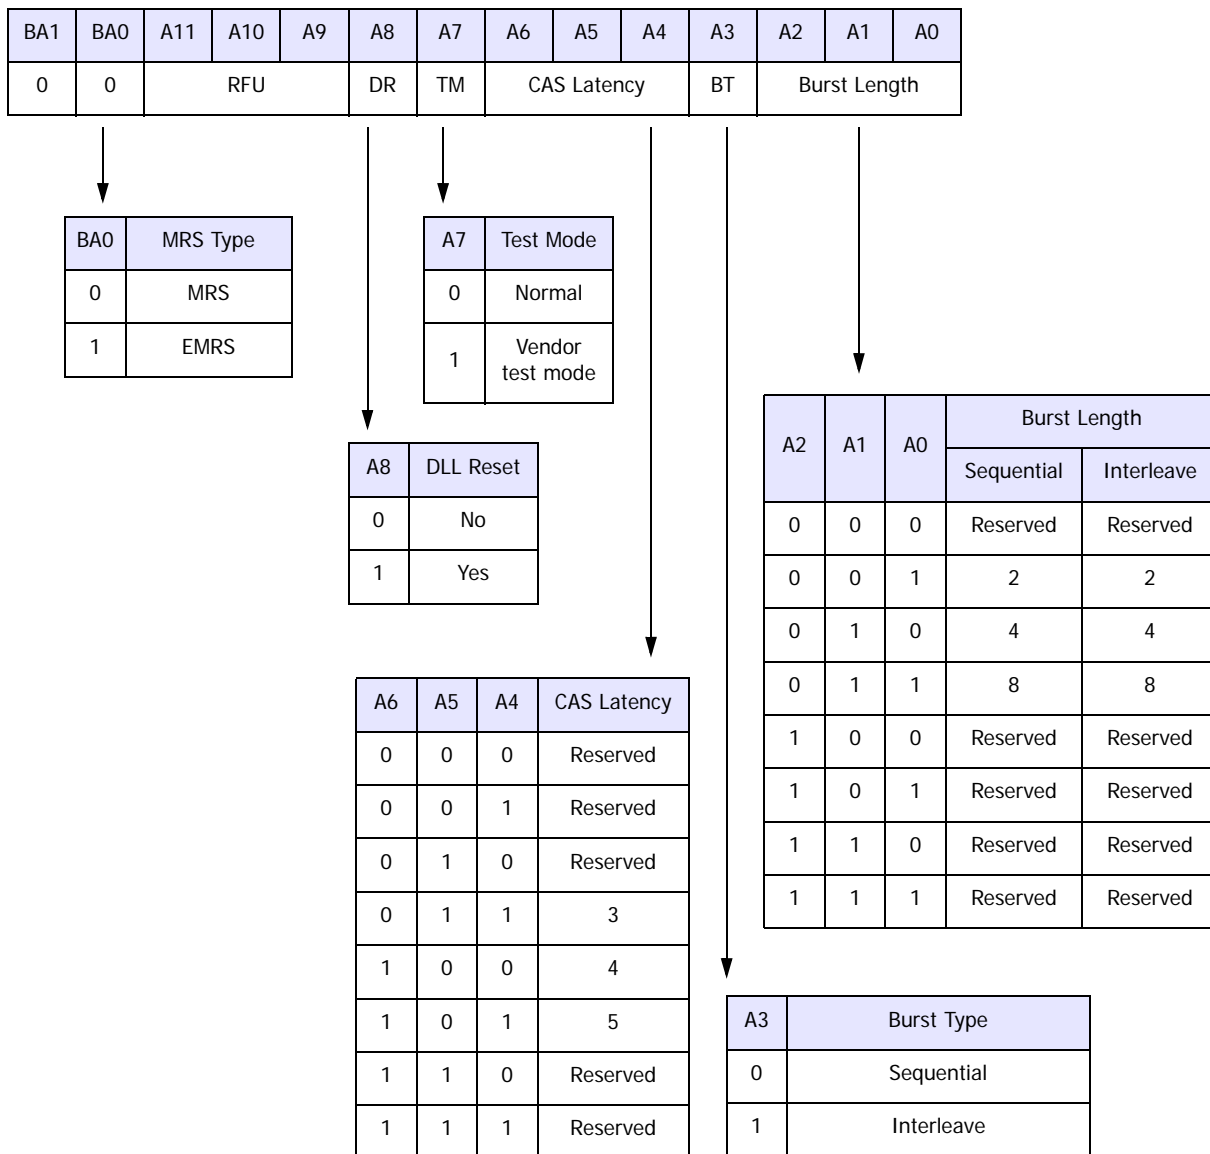 BA1 BA0 A11 A10 A9 A8 A7 A6 A5 A4 A3 A2 A1 A0
0 0 RFU DR TM CAS Latency BT Burst Length
BA0 MRS Type
0 MRS
1 EMRS
A7 Test Mode
0 Normal
1 Vendor
test mode
A8 DLL Reset
0 No
1 Yes
A2 A1 A0 Burst Length
Sequential Interleave
0 0 0 Reserved Reserved
0 0 1 2 2
0 1 0 4 4
0 1 1 8 8
1 0 0 Reserved Reserved
1 0 1 Reserved Reserved
1 1 0 Reserved Reserved
1 1 1 Reserved Reserved
A6 A5 A4 CAS Latency
0 0 0 Reserved
0 0 1 Reserved
0 1 0 Reserved
0 1 1 3
1 0 0 4
1 0 1 5
1 1 0 Reserved
1 1 1 Reserved
A3 Burst Type
0 Sequential
1 Interleave